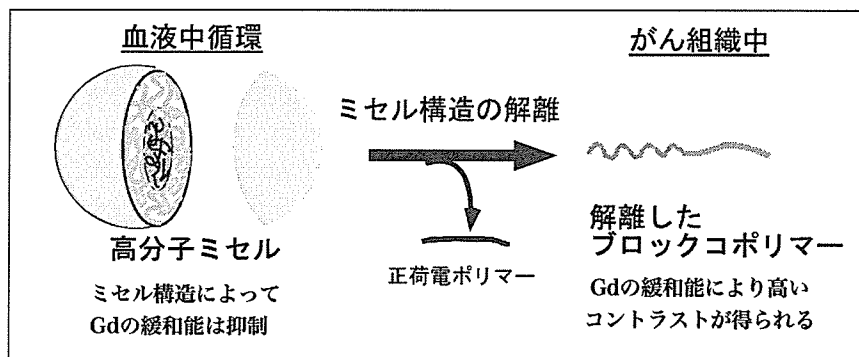 血液中循環
がん組織中
ミセル構造の解離
高分子ミセル
正荷電ポリマー
解離した
ブロックコポリマー
ミセル構造によって
Gdの緩和能は抑制
Gdの緩和能により高い
コントラストが得られる